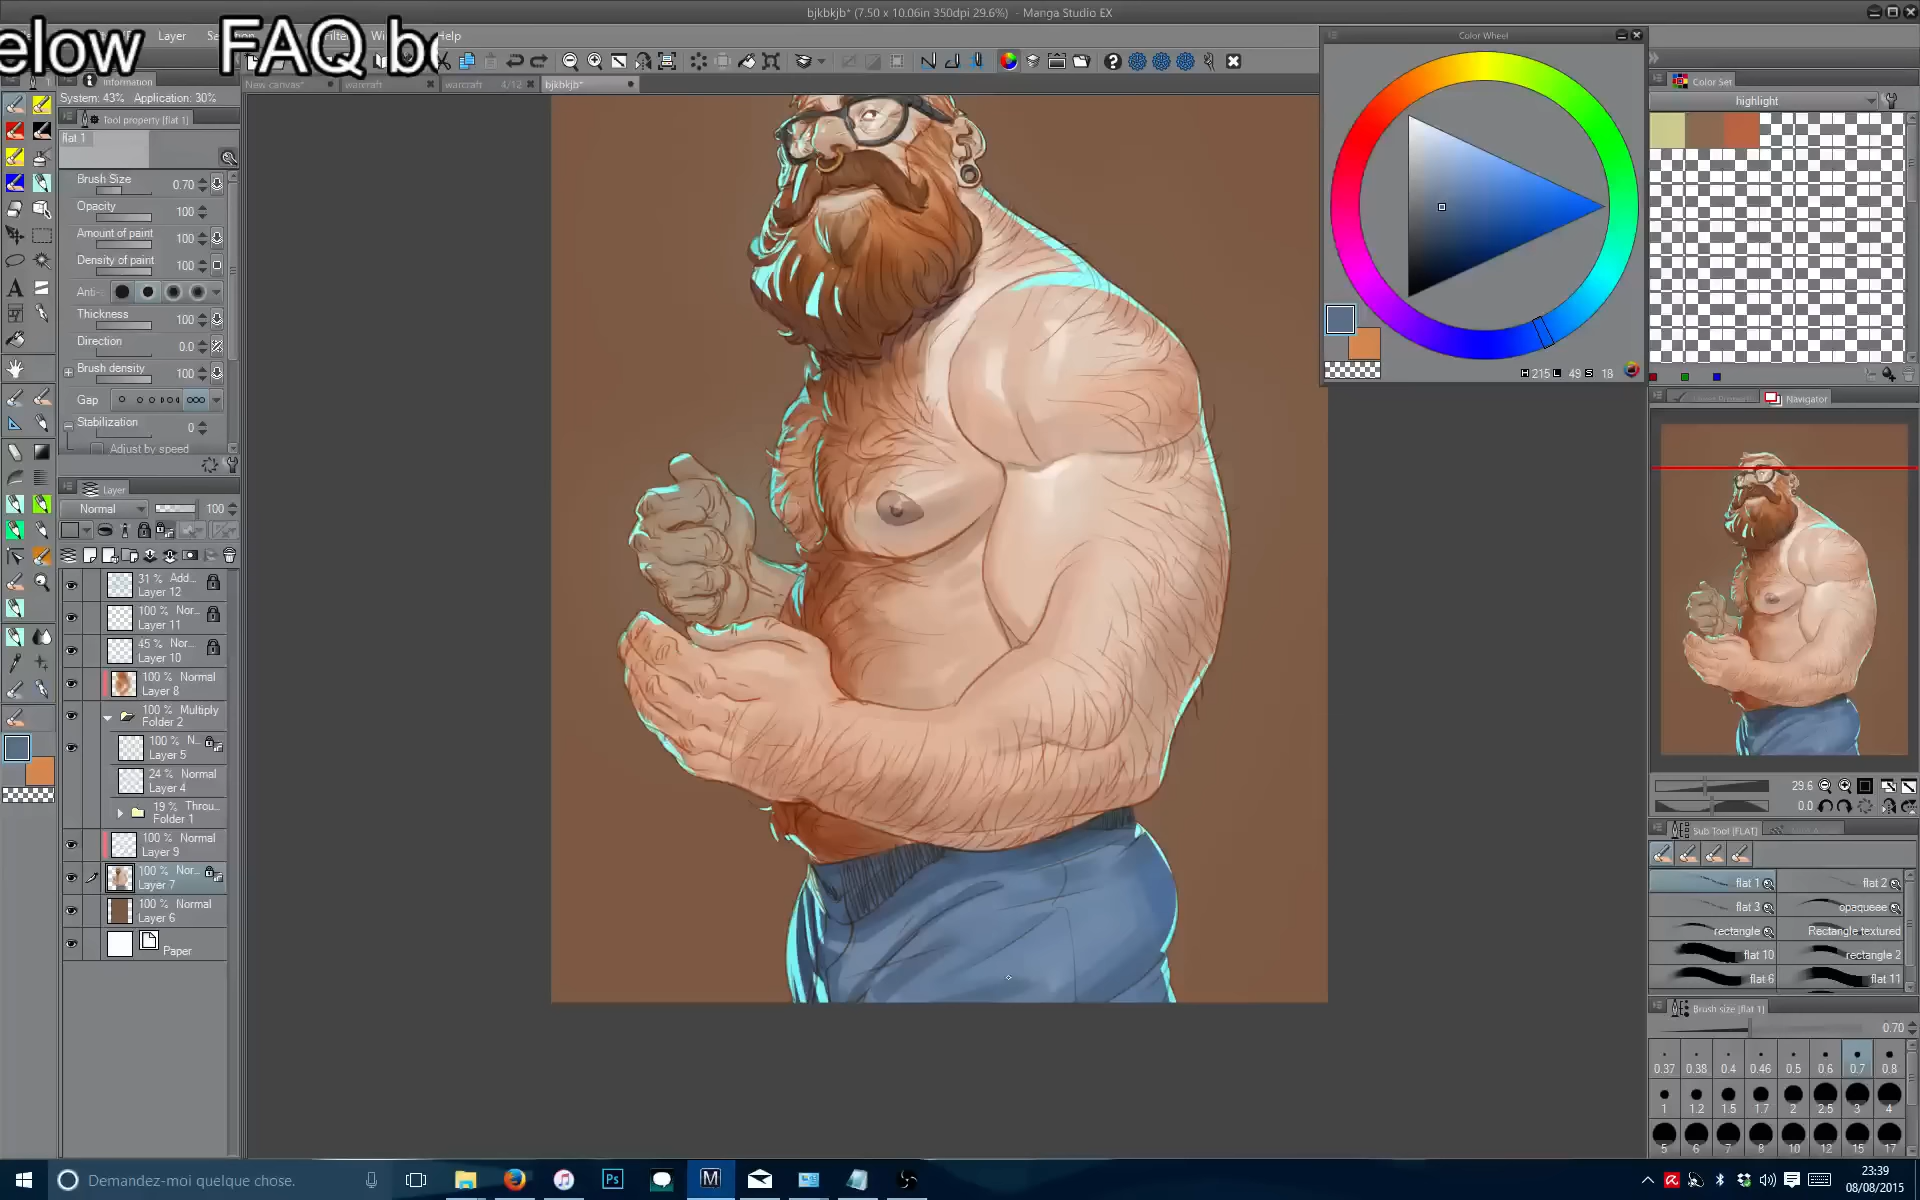 bjkbkjb* (7.50 x 10.06in 350dpi 29.6%)  - Manga Studio EX
elow FAQ be
Layer
Help
Information
System: 43% Application: 30%
Tool property [flat 1]
flat 1
Brush Size 0.70
Opacity 100
Amount of paint 100
Density of paint 100
Anti-
Thickness 100
Direction 0.0
Brush density 100
Gap
Stabilization 0
Adjust by speed
Layer
Normal 100
31 % Add...
Layer 12
100 % Nor...
Layer 11
45 % Nor...
Layer 10
100 % Normal
Layer 8
100 % Multiply
Folder 2
100 % N...
Layer 5
24 % Normal
Layer 4
19 % Throu...
Folder 1
100 % Normal
Layer 9
100 % Nor...
Layer 7
100 % Normal
Layer 6
Paper
New canvas*
warcraft
warcraft 4/12
bjkbkjb*
Color Wheel
H 215 L 49 S 18
Color Set
highlight
Navigator
29.6
0.0
Sub Tool [FLAT]
flat 1
flat 2
flat 3
opaqueee
rectangle
Rectangle textured
flat 10
rectangle 2
flat 6
flat 11
Brush size [flat 1]
0.70
0.37 0.38 0.4 0.46 0.5 0.6 0.7 0.8
1 1.2 1.5 1.7 2 2.5 3 4
5 6 7 8 10 12 15 17
Demandez-moi quelque chose.
23:39
08/08/2015